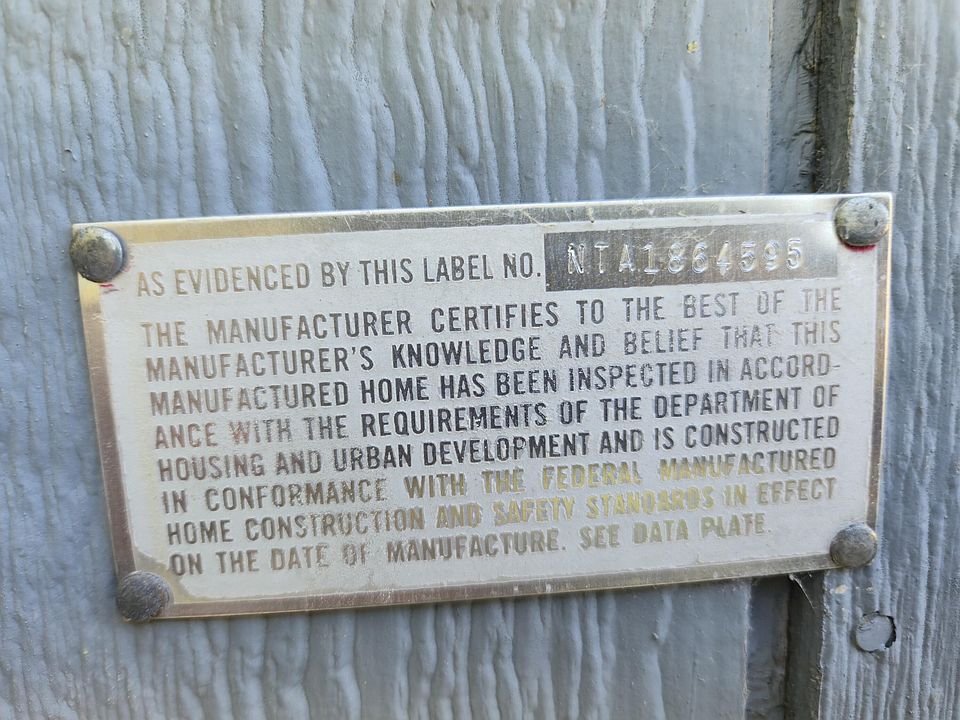 AS EVIDENCED BY THIS LABEL NO. NTA1864595
THE MANUFACTURER CERTIFIES TO THE BEST OF THE
MANUFACTURER'S KNOWLEDGE AND BELIEF THAT THIS
MANUFACTURED HOME HAS BEEN INSPECTED IN ACCORD-
ANCE WITH THE REQUIREMENTS OF THE DEPARTMENT OF
HOUSING AND URBAN DEVELOPMENT AND IS CONSTRUCTED
IN CONFORMANCE WITH THE FEDERAL MANUFACTURED
HOME CONSTRUCTION AND SAFETY STANDARDS IN EFFECT
ON THE DATE OF MANUFACTURE. SEE DATA PLATE.